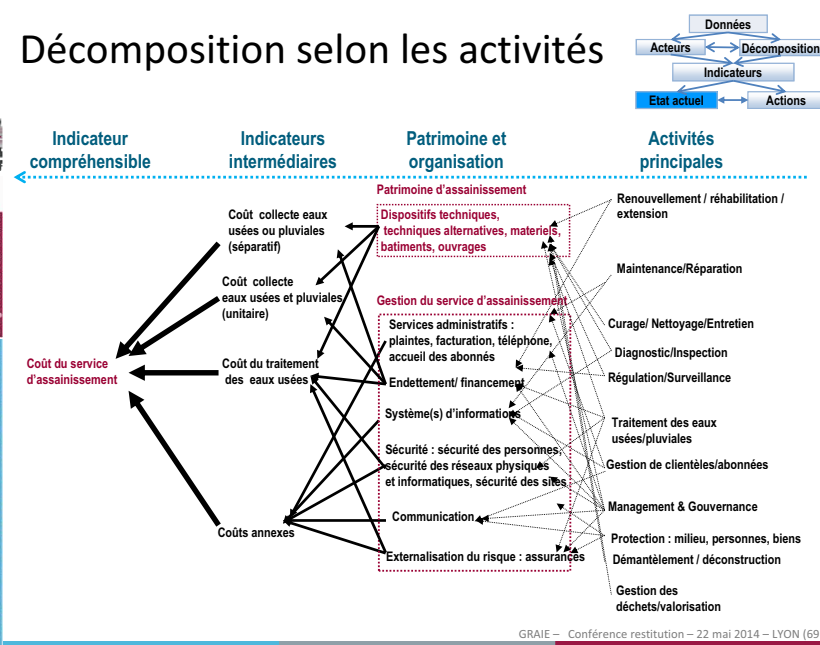 Décomposition selon les activités
Données
Acteurs
Décomposition
Indicateurs
Etat actuel
Actions
Indicateur
compréhensible
Indicateurs
intermédiaires
Patrimoine et
organisation
Activités
principales
Coût du service
d'assainissement
Coût collecte eaux
usées ou pluviales
(séparatif)
Coût collecte
eaux usées et pluviales
(unitaire)
Coût du traitement
des eaux usées
Coûts annexes
Patrimoine d'assainissement
Dispositifs techniques,
techniques alternatives, materiels,
batiments, ouvrages
Gestion du service d'assainissement
Services administratifs :
plaintes, facturation, téléphone,
accueil des abonnés
Endettement/ financement
Système(s) d'informations
Sécurité : sécurité des personnes,
sécurité des réseaux physiques
et informatiques, sécurité des sites
Communication
Externalisation du risque : assurances
Renouvellement / réhabilitation /
extension
Maintenance/Réparation
Curage/ Nettoyage/Entretien
Diagnostic/Inspection
Régulation/Surveillance
Traitement des eaux
usées/pluviales
Gestion de clientèles/abonnées
Management & Gouvernance
Protection : milieu, personnes, biens
Démantèlement / déconstruction
Gestion des
déchets/valorisation
GRAIE – Conférence restitution – 22 mai 2014 – LYON (69